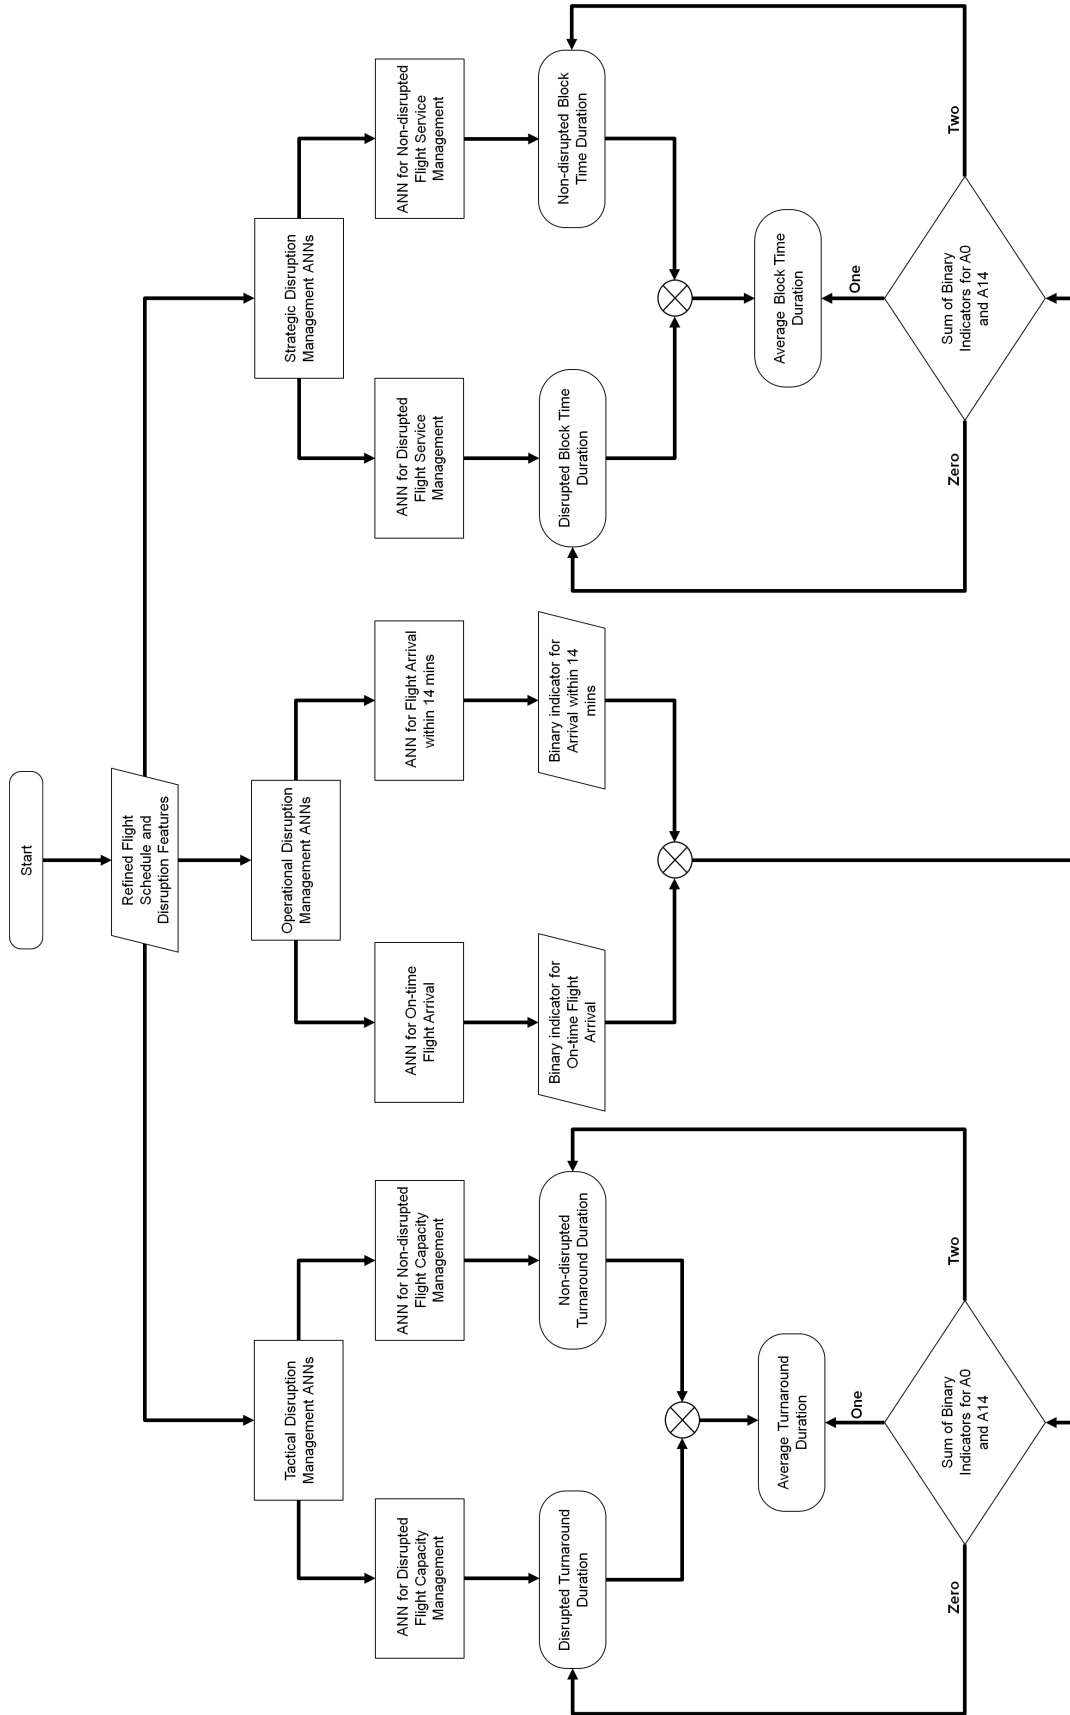 Start
Refined Flight
Schedule and
Disruption Features
Tactical Disruption
Management ANNs
Operational Disruption
Management ANNs
Strategic Disruption
Management ANNs
ANN for Disrupted
Flight Capacity
Management
ANN for Non-disrupted
Flight Capacity
Management
ANN for On-time
Flight Arrival
ANN for Flight Arrival
within 14 mins
ANN for Disrupted
Flight Service
Management
ANN for Non-disrupted
Flight Service
Management
Disrupted Turnaround
Duration
Non-disrupted
Turnaround Duration
Binary indicator for
On-time Flight
Arrival
Binary indicator for
Arrival within 14
mins
Disrupted Block Time
Duration
Non-disrupted Block
Time Duration
Average Turnaround
Duration
Average Block Time
Duration
Zero
One
Two
Sum of Binary
Indicators for A0
and A14
Zero
One
Two
Sum of Binary
Indicators for A0
and A14